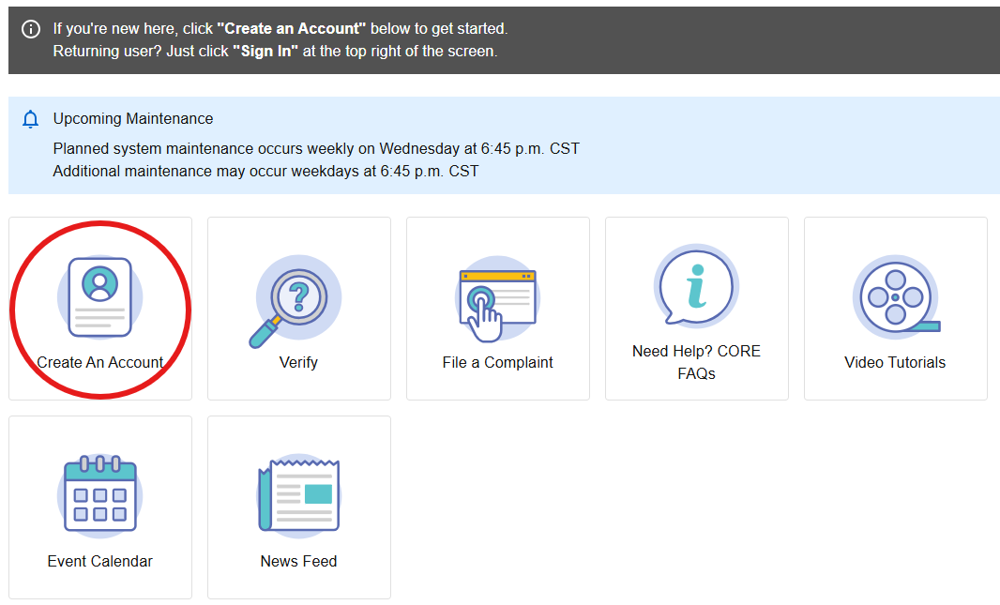 If you're new here, click "Create an Account" below to get started.
Returning user? Just click "Sign In" at the top right of the screen.
Upcoming Maintenance
Planned system maintenance occurs weekly on Wednesday at 6:45 p.m. CST
Additional maintenance may occur weekdays at 6:45 p.m. CST
Create An Account
Verify
File a Complaint
Need Help? CORE
FAQs
Video Tutorials
Event Calendar
News Feed